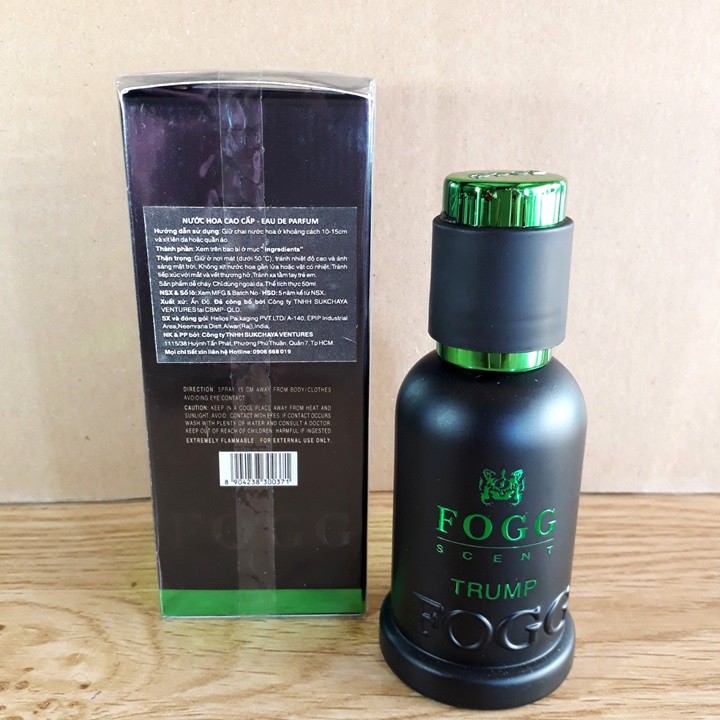 NƯỚC HOA CAO CẤP - EAU DE PARFUM
Hướng dẫn sử dụng: Giữ chai nước hoa ở khoảng cách 10-15cm
và xịt lên da hoặc quần áo.
Thành phần: Xem trên bao bì ở mục "Ingredients"
Thận trọng: Giữ ở nơi mát (dưới 50°C), tránh nhiệt độ cao và ánh
sáng mặt trời. Không xịt nước hoa gần lửa hoặc vật có nhiệt. Tránh
tiếp xúc với mắt và vết thương hở. Tránh xa tầm tay trẻ em.
Sản phẩm dễ cháy. Chỉ dùng ngoài da. Thể tích thực 50ml
NSX & Số lô: Xem MFG & Batch No - HSD: 5 năm kể từ NSX.
Xuất xứ: Ấn Độ. Đã công bố bởi Công ty TNHH SUKCHAYA
VENTURES tại CBMP- QLD.
SX và đóng gói: Helios Packaging PVT LTD/ A-140, EPIP Industrial
Area, Neemrana Distt. Alwar(Raj), India.
NK & PP bởi: Công ty TNHH SUKCHAYA VENTURES
1115/38 Huỳnh Tấn Phát, Phường Phú Thuận, Quận 7, Tp HCM.
Mọi chi tiết xin liên hệ Hotline: 0906 668 019
DIRECTION: SPRAY 15 CM AWAY FROM BODY/CLOTHES
AVOIDING EYE CONTACT
CAUTION: KEEP IN A COOL PLACE, AWAY FROM HEAT AND
SUNLIGHT. AVOID CONTACT WITH EYES. IF CONTACT OCCURS
WASH WITH PLENTY OF WATER AND CONSULT A DOCTOR.
KEEP OUT OF REACH OF CHILDREN. HARMFUL IF INGESTED.
EXTREMELY FLAMMABLE. FOR EXTERNAL USE ONLY.
8 904238 300371
FOGG
FOGG
SCENT
TRUMP
FOGG